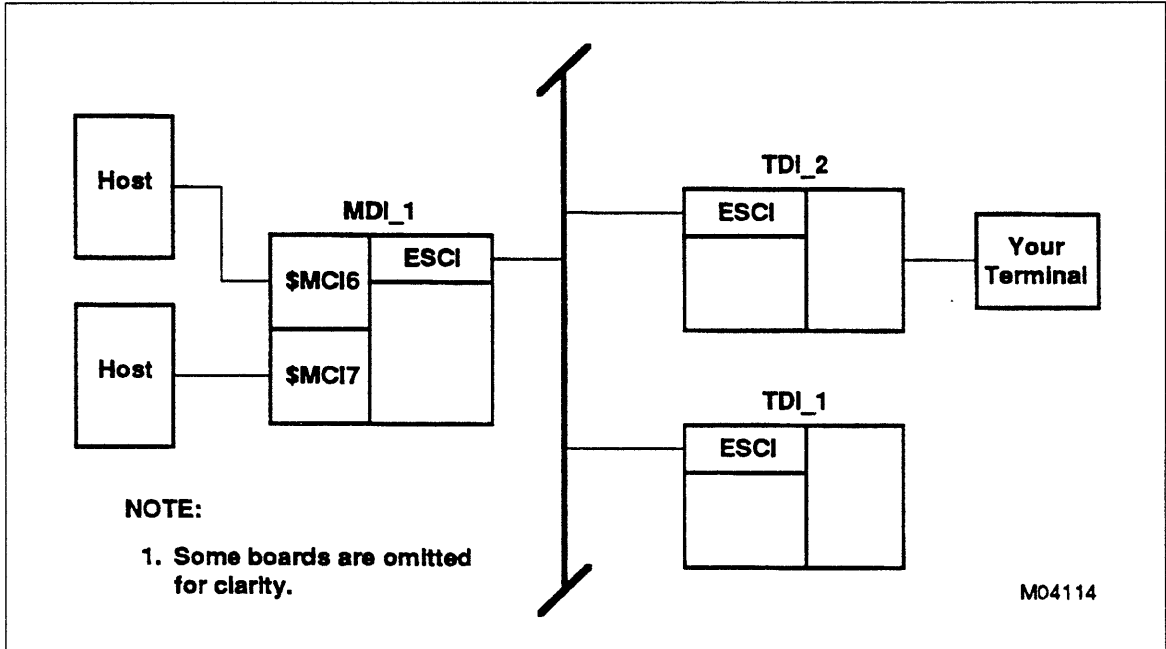 Host
MDI_1
ESCI
$MCI6
Host
$MCI7
TDI_2
ESCI
Your
Terminal
TDI_1
ESCI
NOTE:
1. Some boards are omitted
for clarity.
M04114